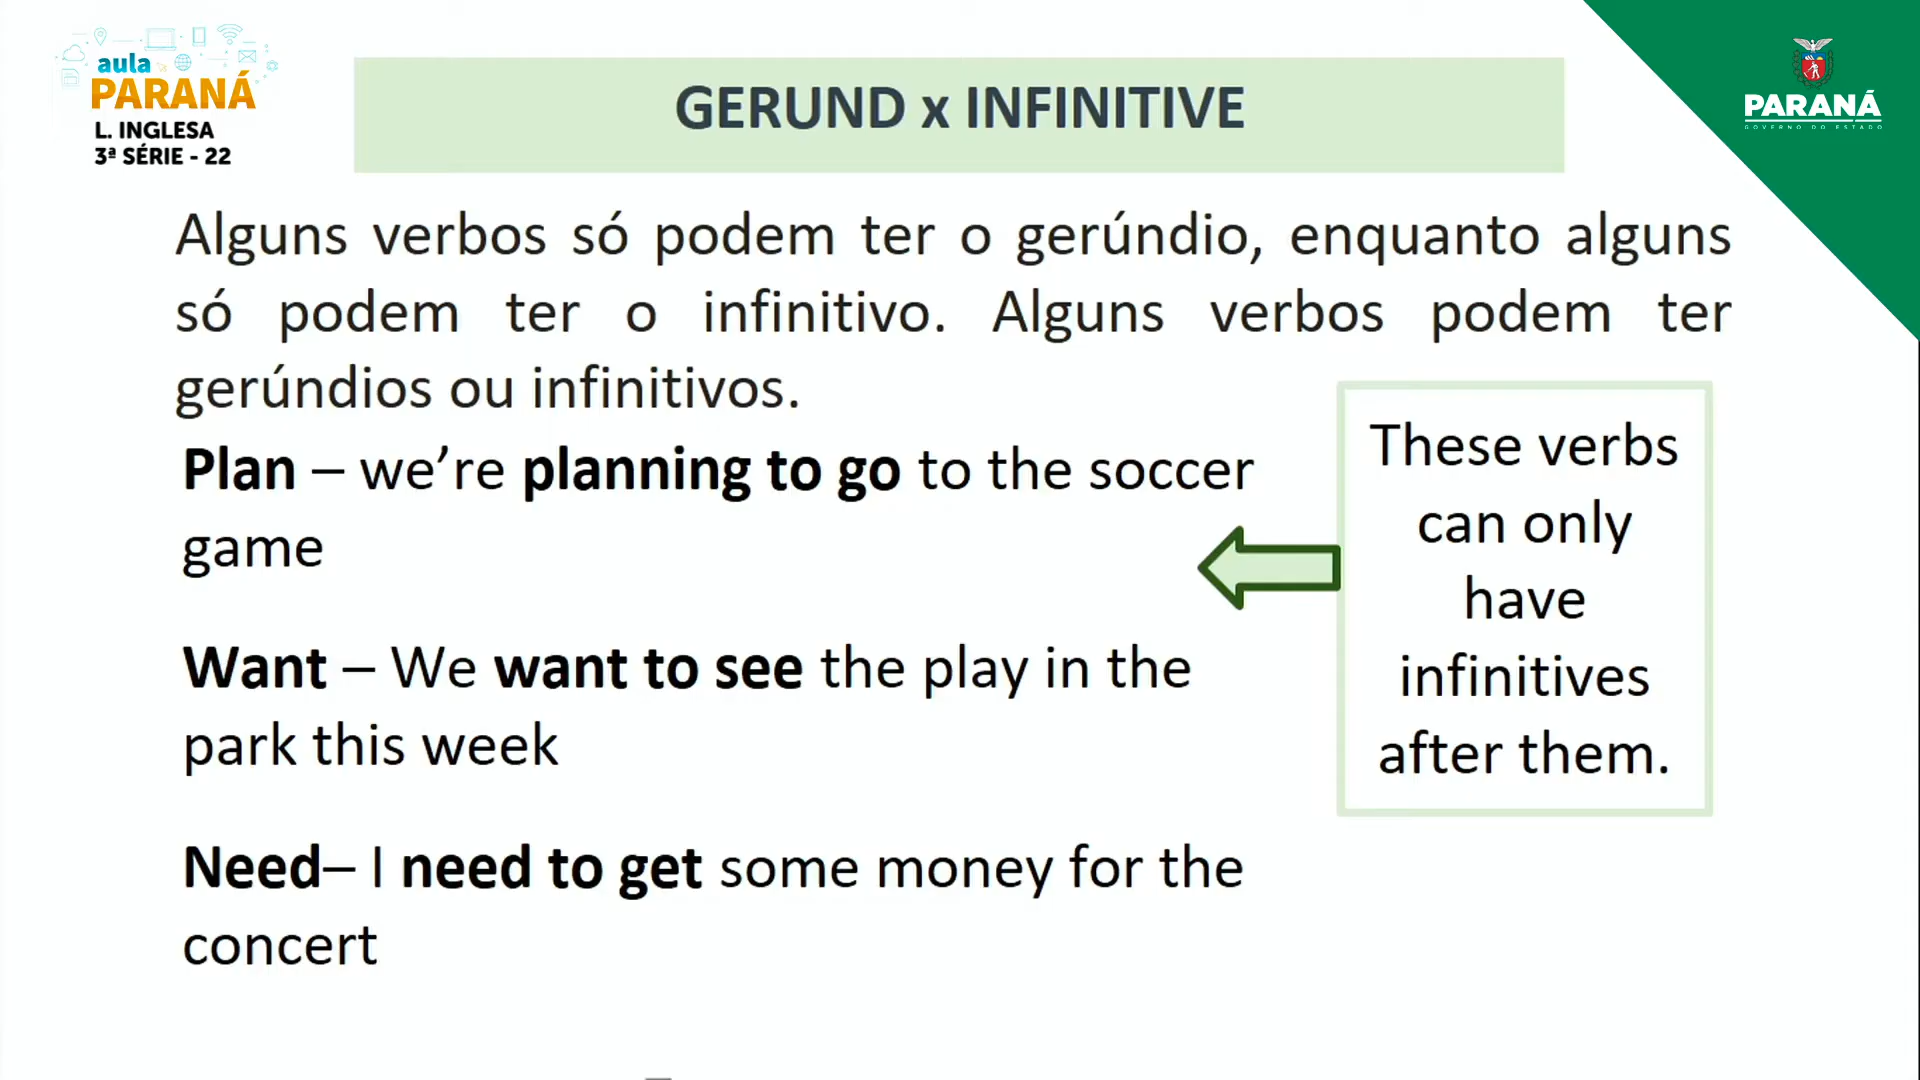 aula
PARANÁ
L. INGLESA
3ª SÉRIE - 22
GERUND x INFINITIVE
PARANÁ
GOVERNO DO ESTADO
Alguns verbos só podem ter o gerúndio, enquanto alguns
só podem ter o infinitivo. Alguns verbos podem ter
gerúndios ou infinitivos.
Plan – we’re planning to go to the soccer
game
Want – We want to see the play in the
park this week
Need– I need to get some money for the
concert
These verbs
can only
have
infinitives
after them.